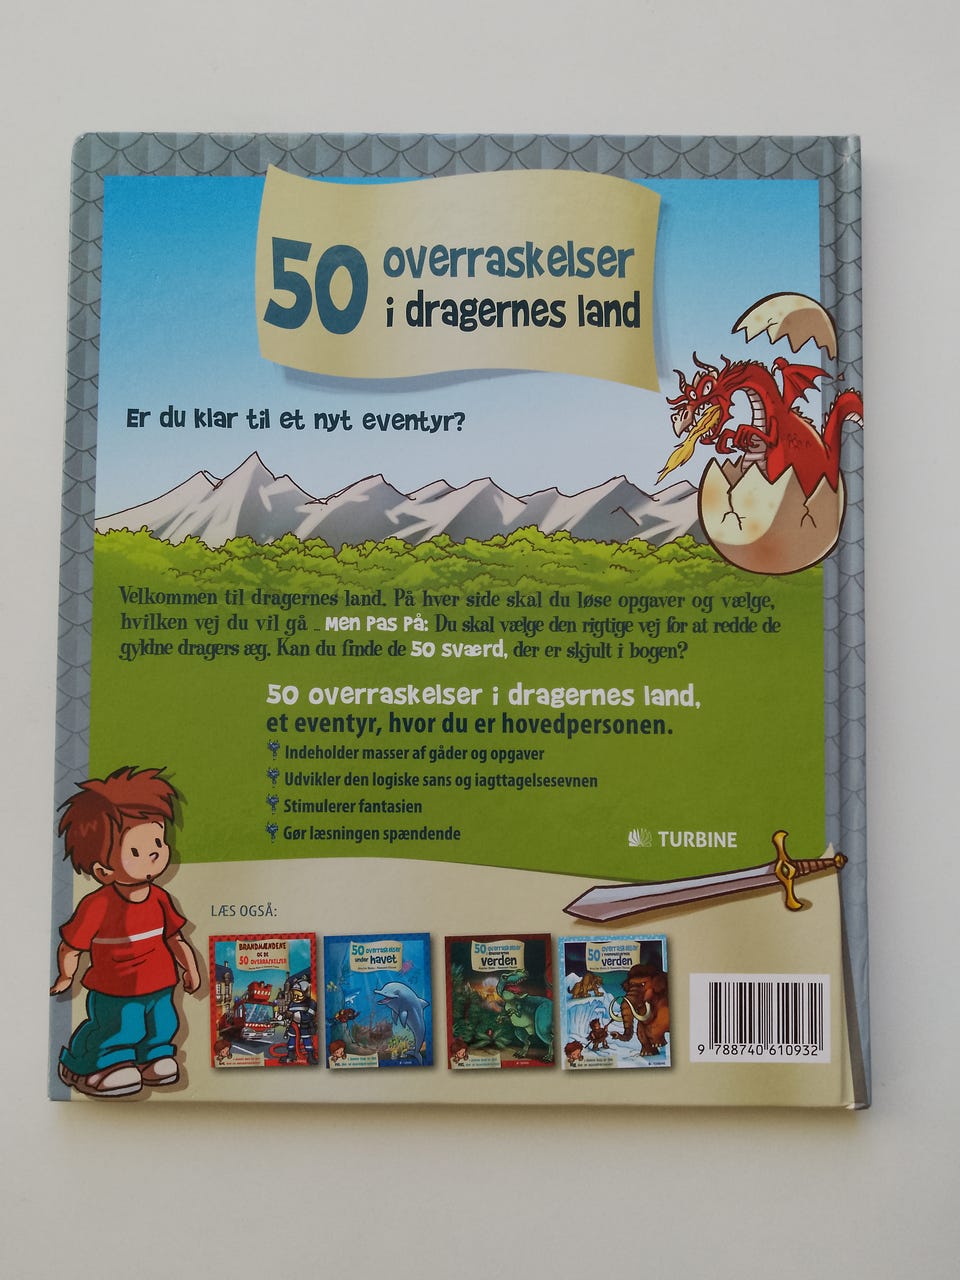 50 overraskelser
i dragernes land
Er du klar til et nyt eventyr?
Velkommen til dragernes land. På hver side skal du løse opgaver og vælge,
hvilken vej du vil gå ... Men pas på: Du skal vælge den rigtige vej for at redde de
gyldne dragers æg. Kan du finde de 50 sværd, der er skjult i bogen?
50 overraskelser i dragernes land,
et eventyr, hvor du er hovedpersonen.
Indeholder masser af gåder og opgaver
Udvikler den logiske sans og iagttagelsesevnen
Stimulerer fantasien
Gør læsningen spændende
TURBINE
LÆS OGSÅ:
BRANDMÆNDENE
OG DE
50 OVERRASKELSER
50 overraskelser
under havet
50 overraskelser
verden
50 overraskelser
verden
9 788740 610932